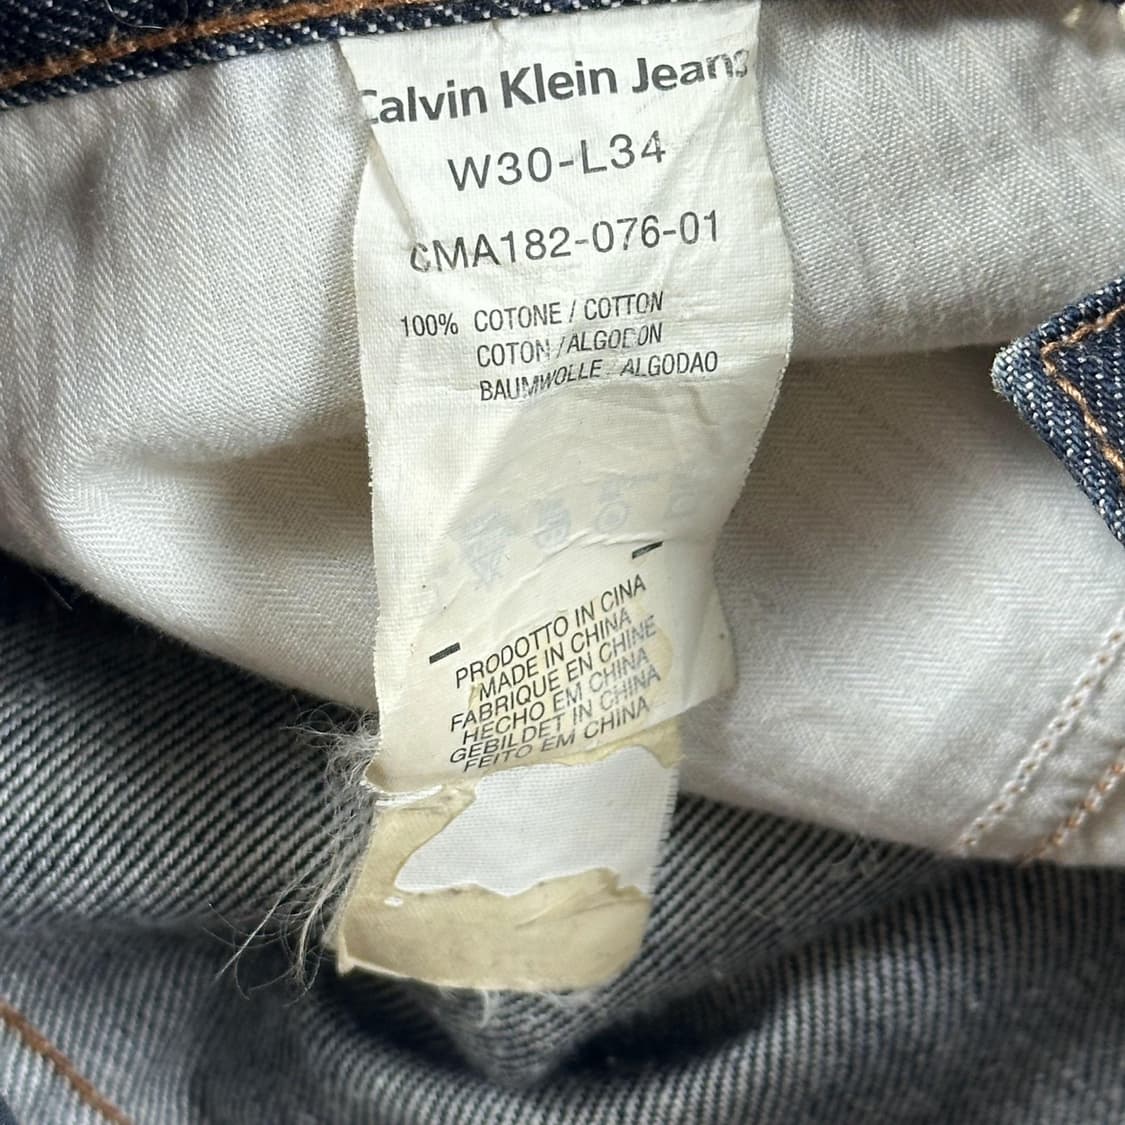 Calvin Klein Jeans
W30-L34
CMA182-076-01
100% COTONE / COTTON
COTON / ALGODON
BAUMWOLLE / ALGODAO
PRODOTTO IN CINA
MADE IN CHINA
FABRIQUE EN CHINE
HECHO EM CHINA
GEBILDET IN CHINA
FEITO EM CHINA